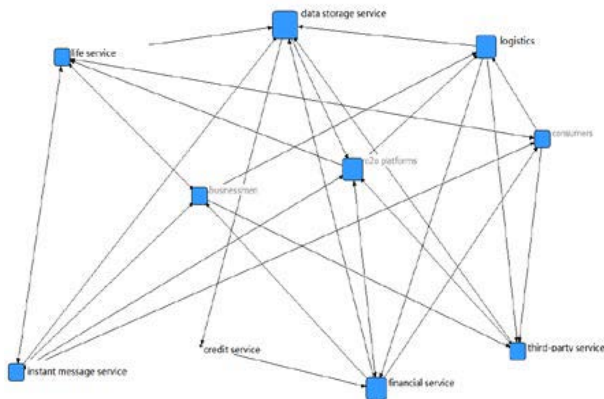 data storage service
logistics
life service
consumers
o2o platforms
businessmen
credit service
third-party service
instant message service
financial service